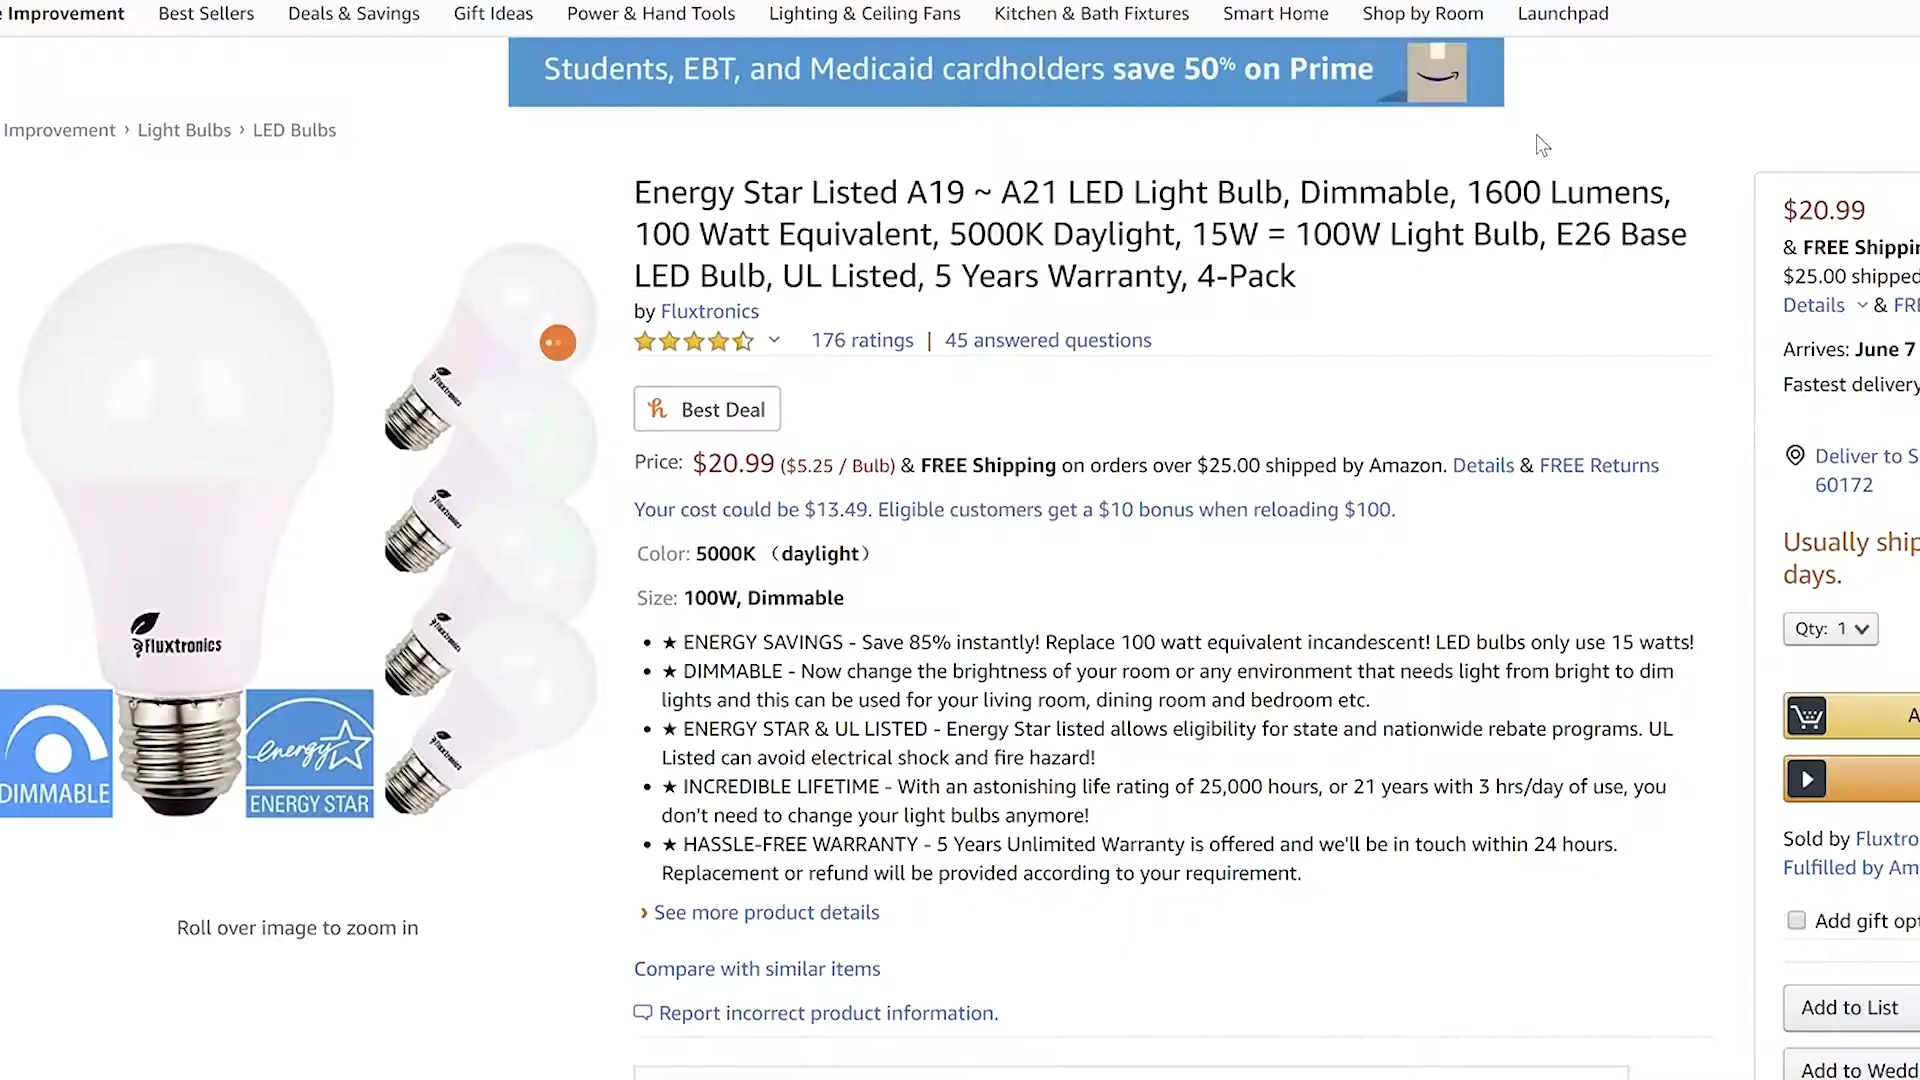 Improvement
Best Sellers
Deals & Savings
Gift Ideas
Power & Hand Tools
Lighting & Ceiling Fans
Kitchen & Bath Fixtures
Smart Home
Shop by Room
Launchpad
Students, EBT, and Medicaid cardholders save 50% on Prime
Improvement › Light Bulbs › LED Bulbs
Fluxtronics
Fluxtronics
Fluxtronics
Fluxtronics
Fluxtronics
DIMMABLE
energy
ENERGY STAR
Roll over image to zoom in
Energy Star Listed A19 ~ A21 LED Light Bulb, Dimmable, 1600 Lumens,
100 Watt Equivalent, 5000K Daylight, 15W = 100W Light Bulb, E26 Base
LED Bulb, UL Listed, 5 Years Warranty, 4-Pack
by Fluxtronics
176 ratings | 45 answered questions
Best Deal
Price: $20.99 ($5.25 / Bulb) & FREE Shipping on orders over $25.00 shipped by Amazon. Details & FREE Returns
Your cost could be $13.49. Eligible customers get a $10 bonus when reloading $100.
Color: 5000K （daylight）
Size: 100W, Dimmable
• ★ ENERGY SAVINGS - Save 85% instantly! Replace 100 watt equivalent incandescent! LED bulbs only use 15 watts!
• ★ DIMMABLE - Now change the brightness of your room or any environment that needs light from bright to dim
lights and this can be used for your living room, dining room and bedroom etc.
• ★ ENERGY STAR & UL LISTED - Energy Star listed allows eligibility for state and nationwide rebate programs. UL
Listed can avoid electrical shock and fire hazard!
• ★ INCREDIBLE LIFETIME - With an astonishing life rating of 25,000 hours, or 21 years with 3 hrs/day of use, you
don't need to change your light bulbs anymore!
• ★ HASSLE-FREE WARRANTY - 5 Years Unlimited Warranty is offered and we'll be in touch within 24 hours.
Replacement or refund will be provided according to your requirement.
› See more product details
Compare with similar items
Report incorrect product information.
$20.99
& FREE Shippin
$25.00 shipped
Details & FRE
Arrives: June 7
Fastest delivery
Deliver to S
60172
Usually ship
days.
Qty: 1
A
Sold by Fluxtro
Fulfilled by Am
Add gift opt
Add to List
Add to Wedd